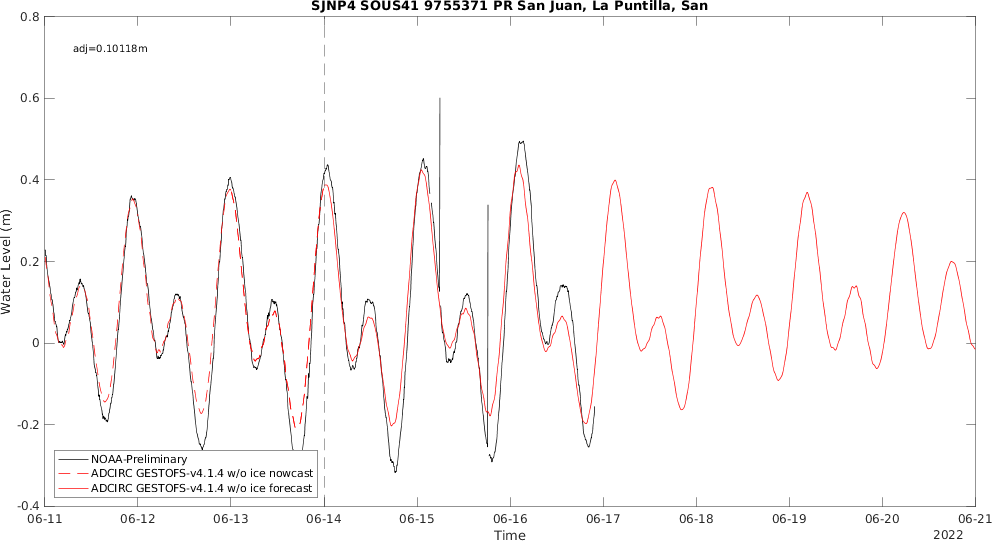 SJNP4 SOUS41 9755371 PR San Juan, La Puntilla, San
adj=0.10118m
0.8
0.6
0.4
0.2
0
-0.2
-0.4
Water Level (m)
NOAA-Preliminary
ADCIRC GESTOFS-v4.1.4 w/o ice nowcast
ADCIRC GESTOFS-v4.1.4 w/o ice forecast
06-11 06-12 06-13 06-14 06-15 06-16 06-17 06-18 06-19 06-20 06-21
Time
2022